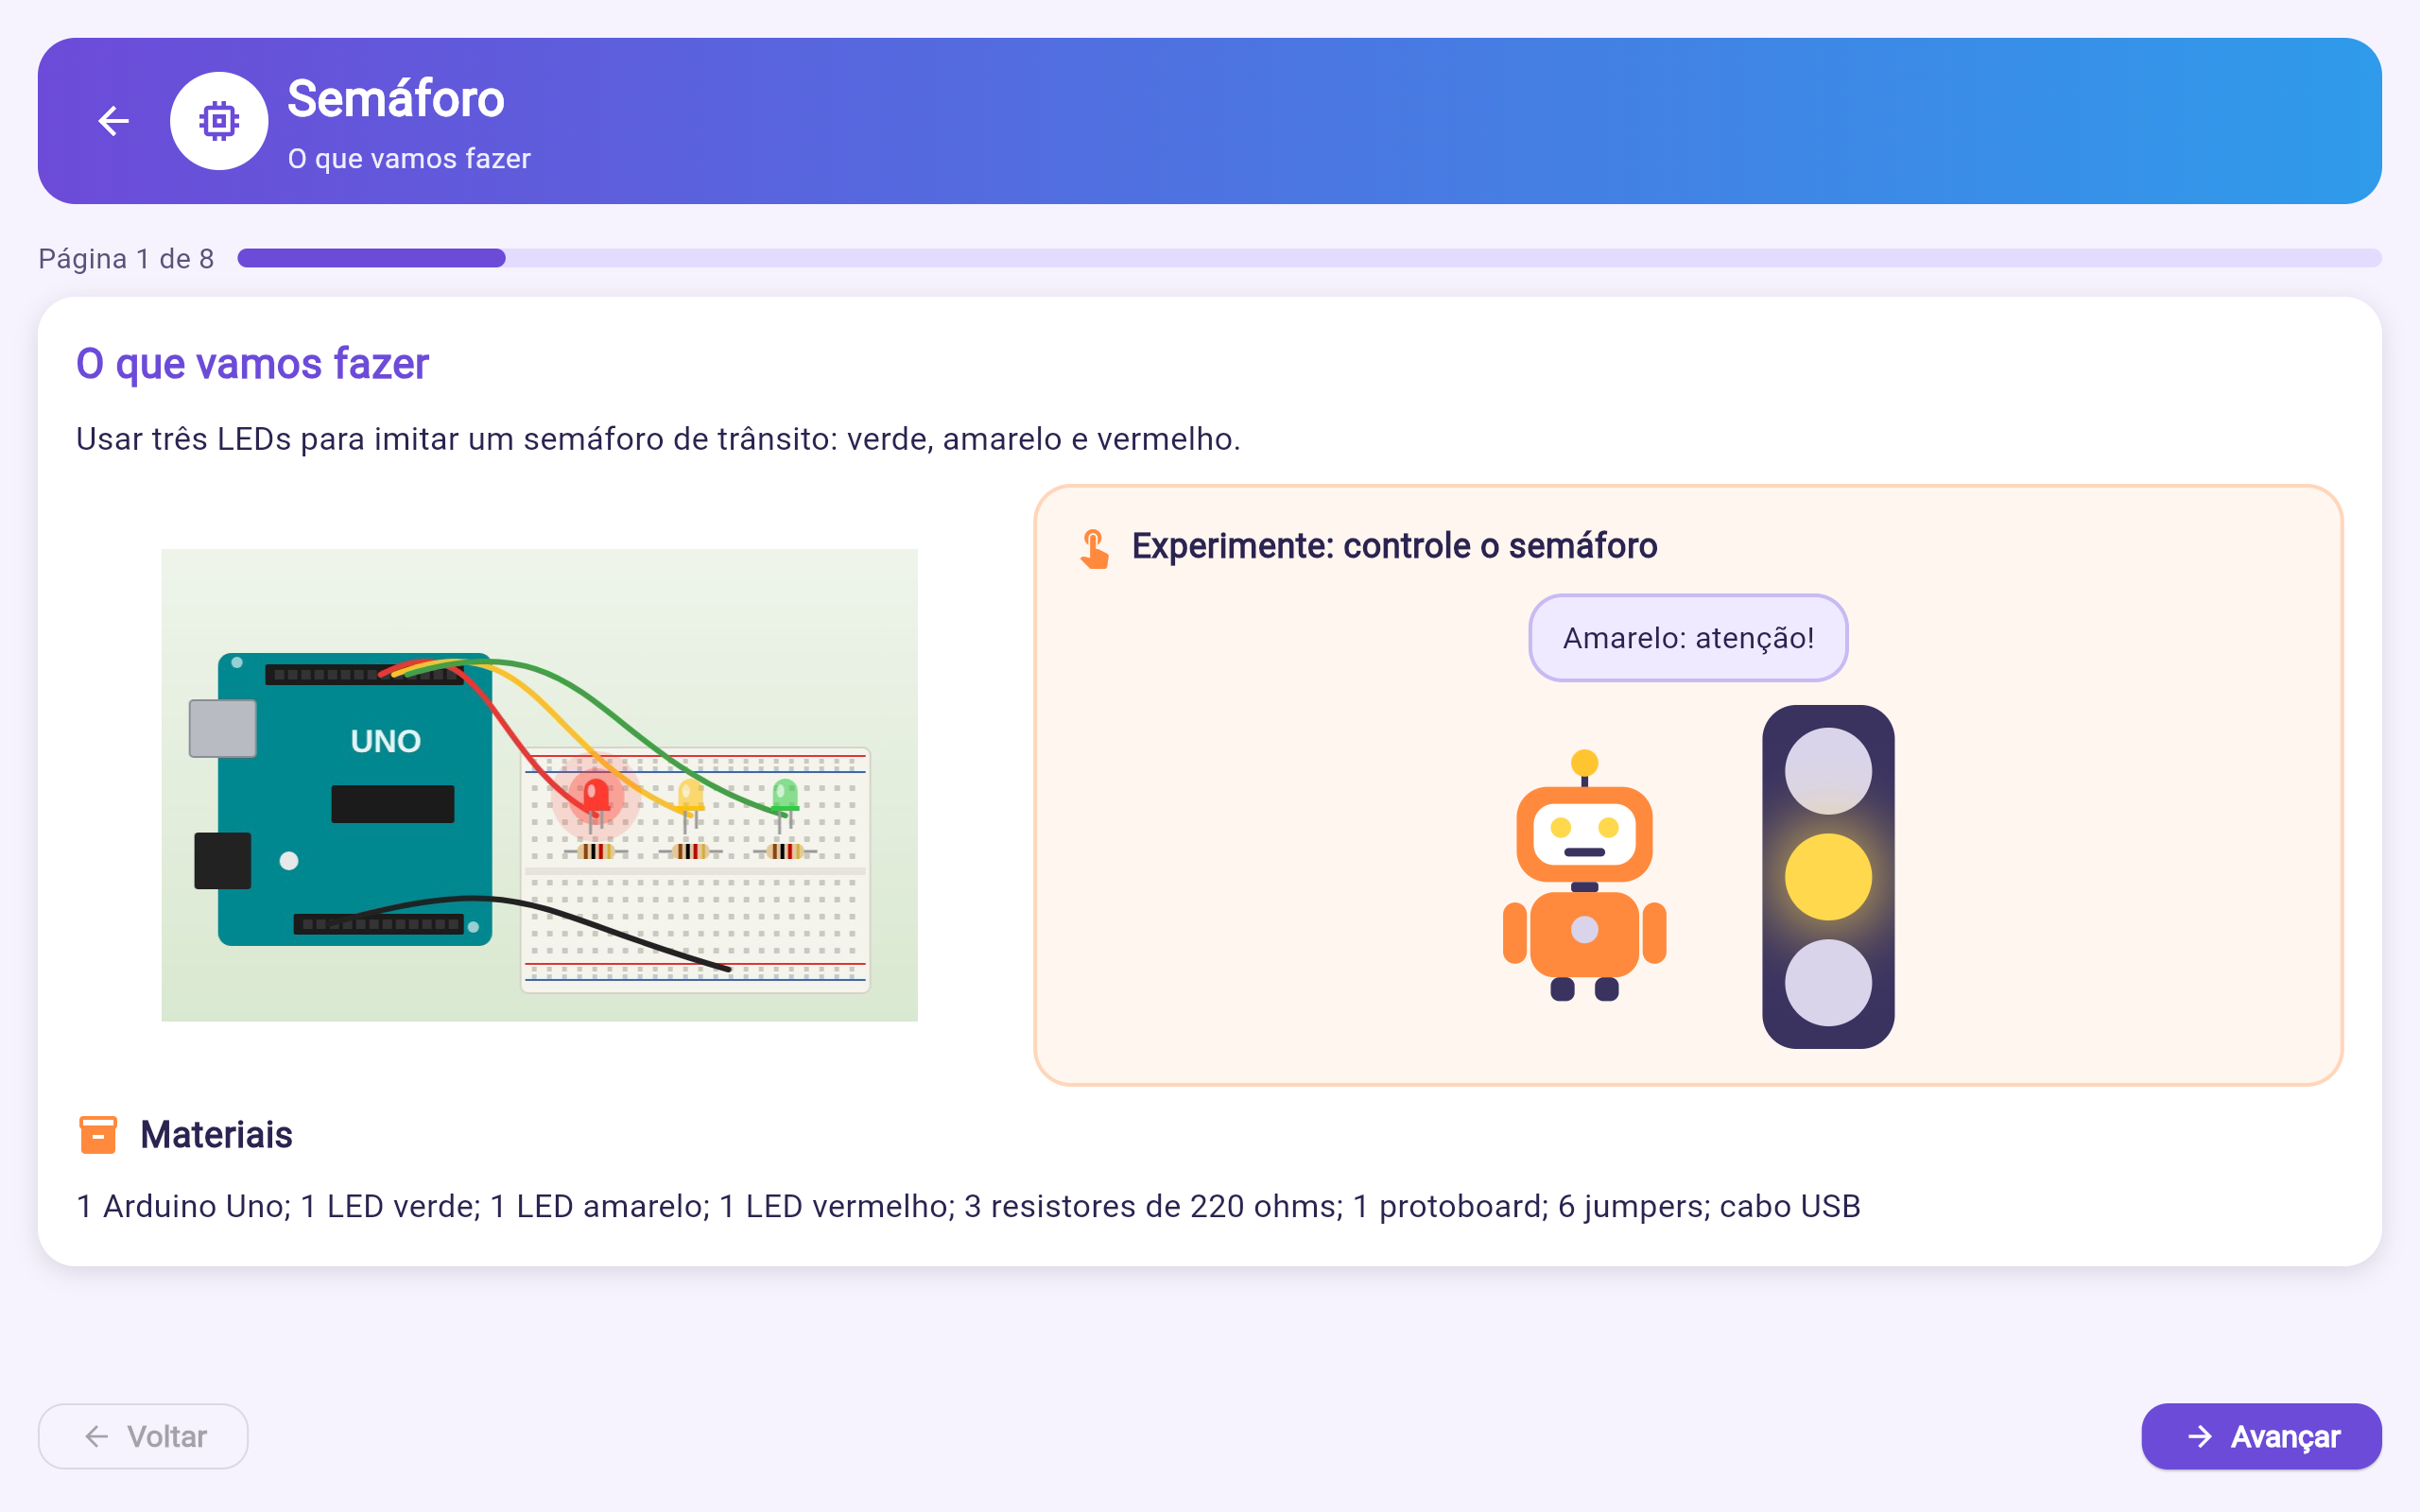 Semáforo
O que vamos fazer
Página 1 de 8
O que vamos fazer
Usar três LEDs para imitar um semáforo de trânsito: verde, amarelo e vermelho.
UNO
Experimente: controle o semáforo
Amarelo: atenção!
Materiais
1 Arduino Uno; 1 LED verde; 1 LED amarelo; 1 LED vermelho; 3 resistores de 220 ohms; 1 protoboard; 6 jumpers; cabo USB
Voltar
Avançar